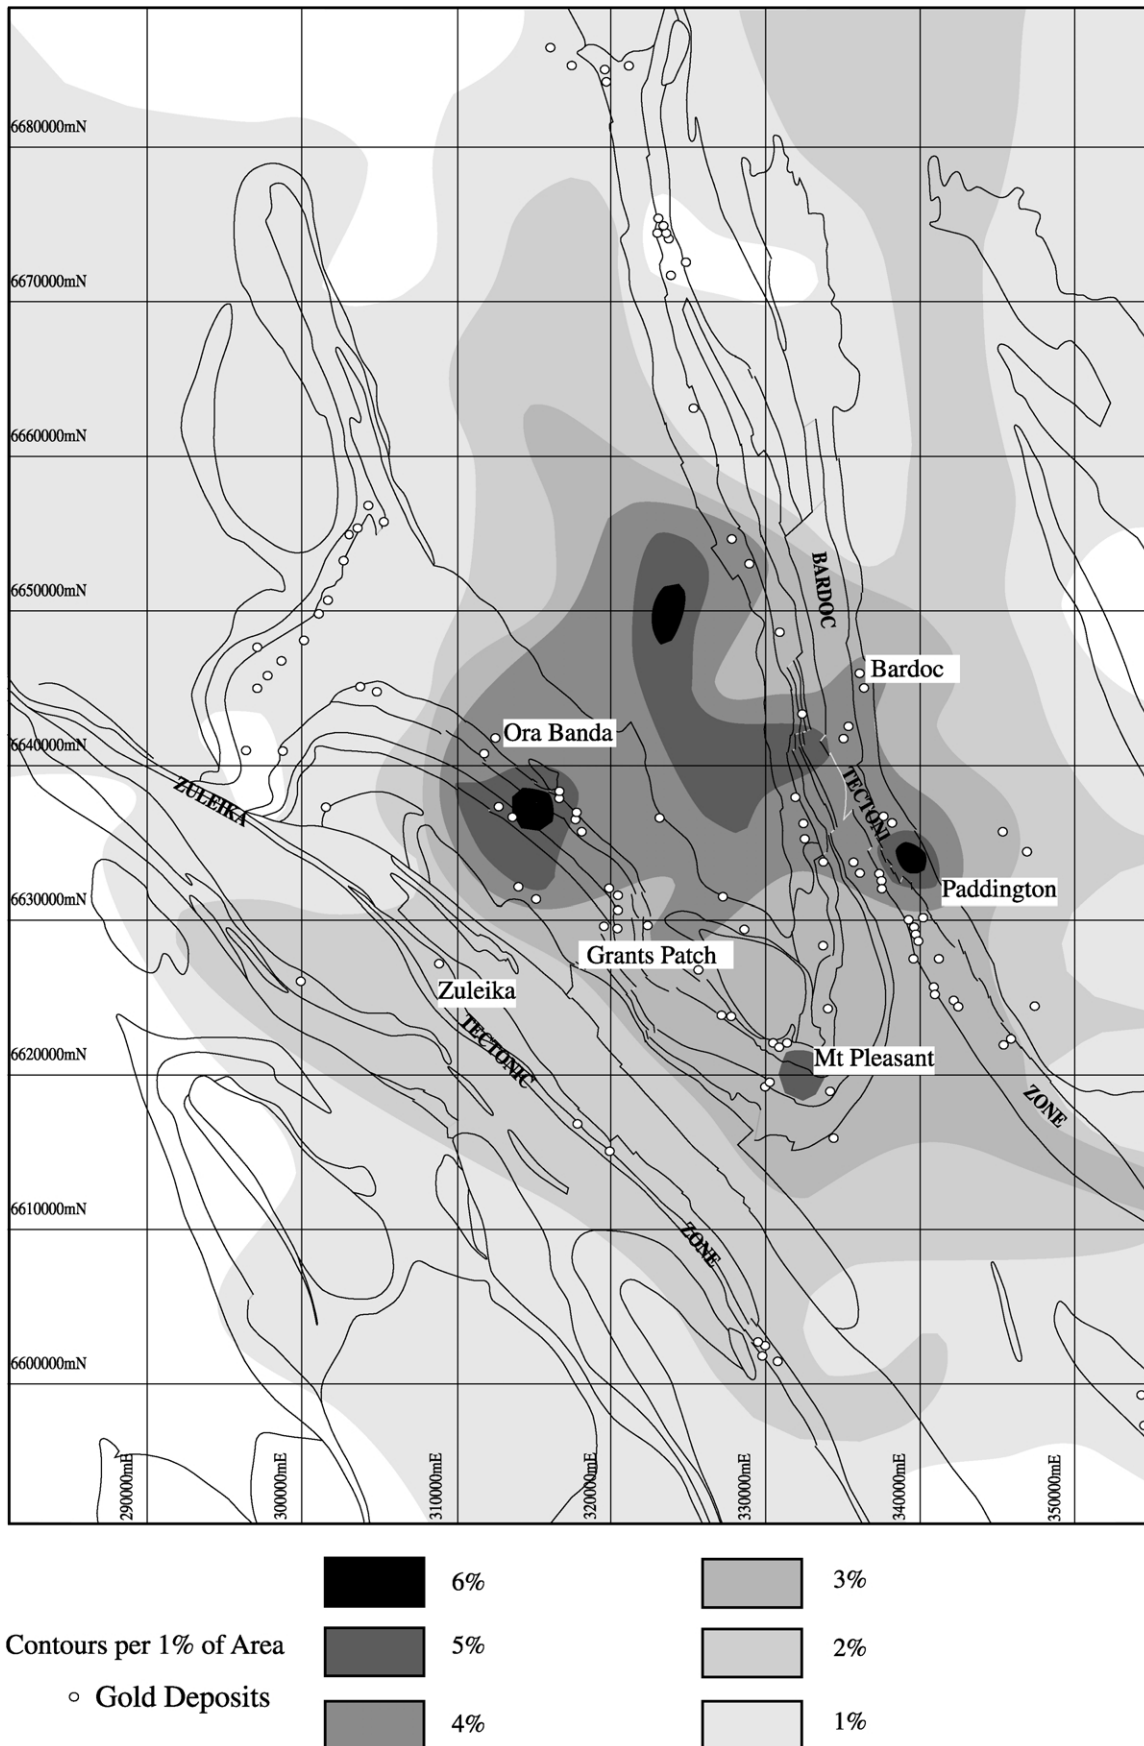 6680000mN
6670000mN
6660000mN
6650000mN
BARDOC
Bardoc
Ora Banda
6640000mN
ZULEIKA
TECTONI
Paddington
6630000mN
Grants Patch
Zuleika
TECTONIC
Mt Pleasant
6620000mN
ZONE
6610000mN
ZONE
6600000mN
290000mE
300000mE
310000mE
320000mE
330000mE
340000mE
350000mE
6%
3%
Contours per 1% of Area
5%
2%
Gold Deposits
4%
1%